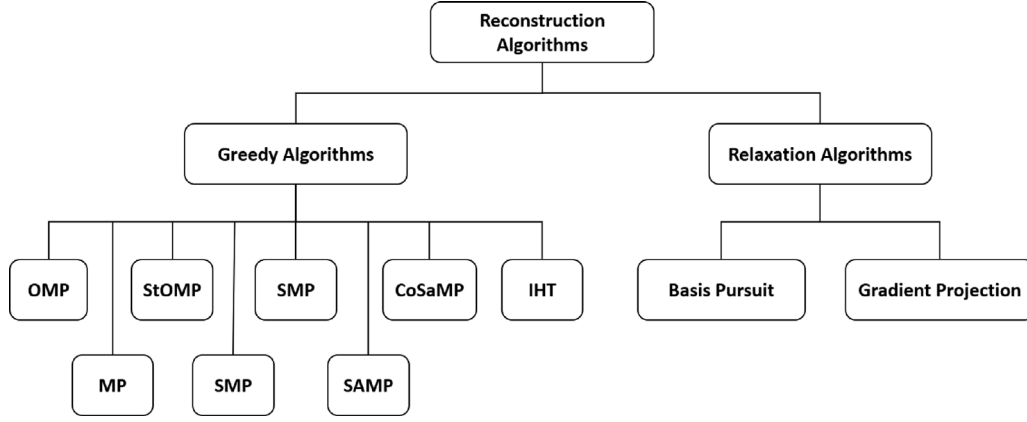 Reconstruction
Algorithms
Greedy Algorithms
Relaxation Algorithms
OMP
StOMP
SMP
CoSaMP
IHT
Basis Pursuit
Gradient Projection
MP
SMP
SAMP